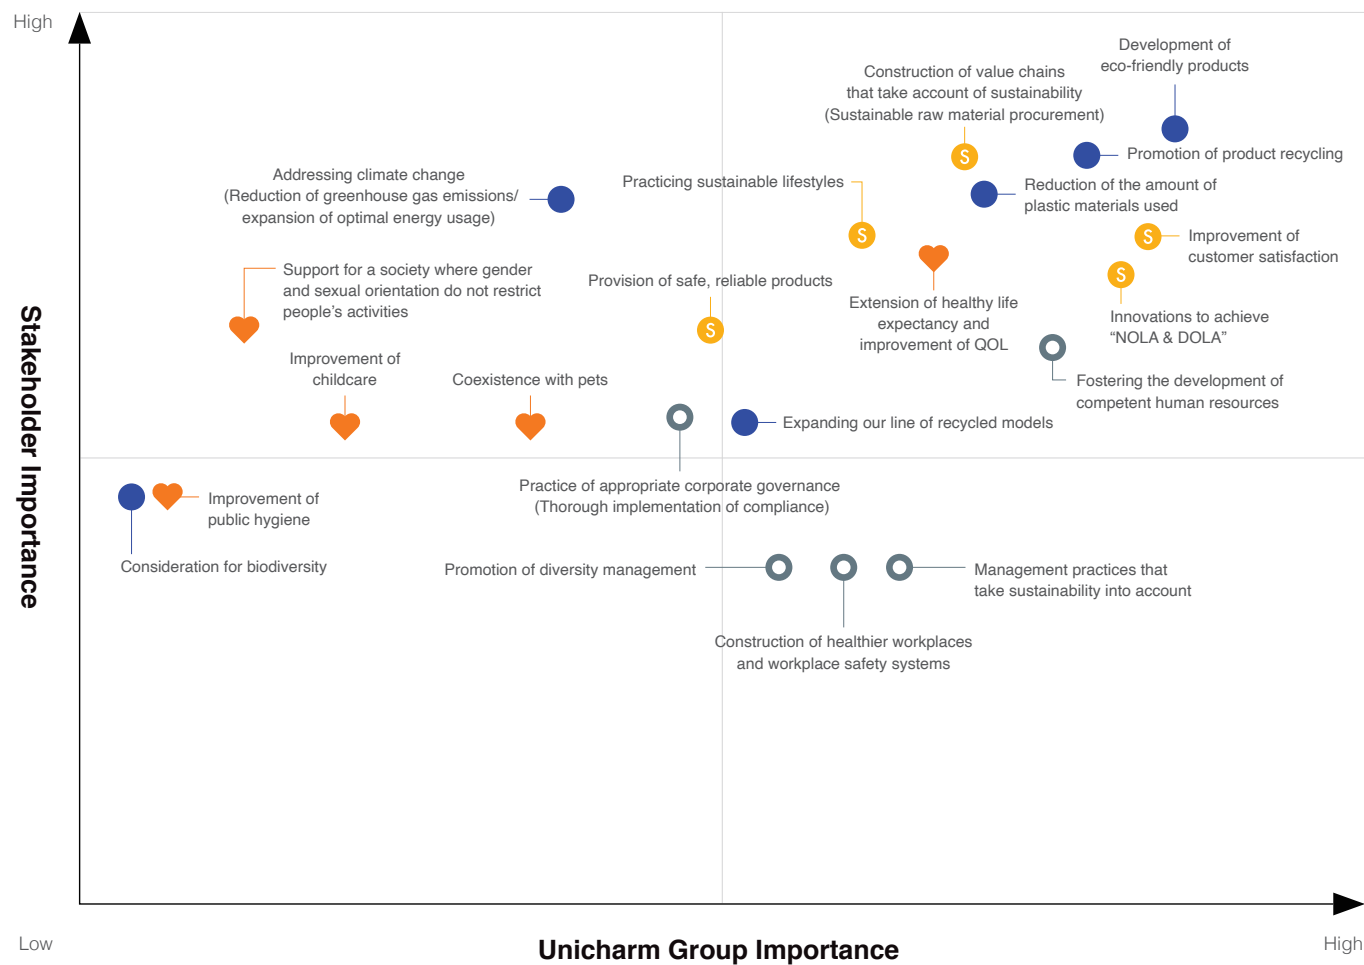 High
Development of
eco-friendly products
Construction of value chains
that take account of sustainability
(Sustainable raw material procurement)
S
Promotion of product recycling
Addressing climate change
(Reduction of greenhouse gas emissions/
expansion of optimal energy usage)
Practicing sustainable lifestyles
S
Reduction of the amount of
plastic materials used
S
Improvement of
customer satisfaction
Support for a society where gender
and sexual orientation do not restrict
people’s activities
Provision of safe, reliable products
S
Extension of healthy life
expectancy and
improvement of QOL
S
Innovations to achieve
“NOLA & DOLA”
Improvement of
childcare
Coexistence with pets
Fostering the development of
competent human resources
Expanding our line of recycled models
Stakeholder Importance
Practice of appropriate corporate governance
(Thorough implementation of compliance)
Improvement of
public hygiene
Consideration for biodiversity
Promotion of diversity management
Management practices that
take sustainability into account
Construction of healthier workplaces
and workplace safety systems
Low
Unicharm Group Importance
High